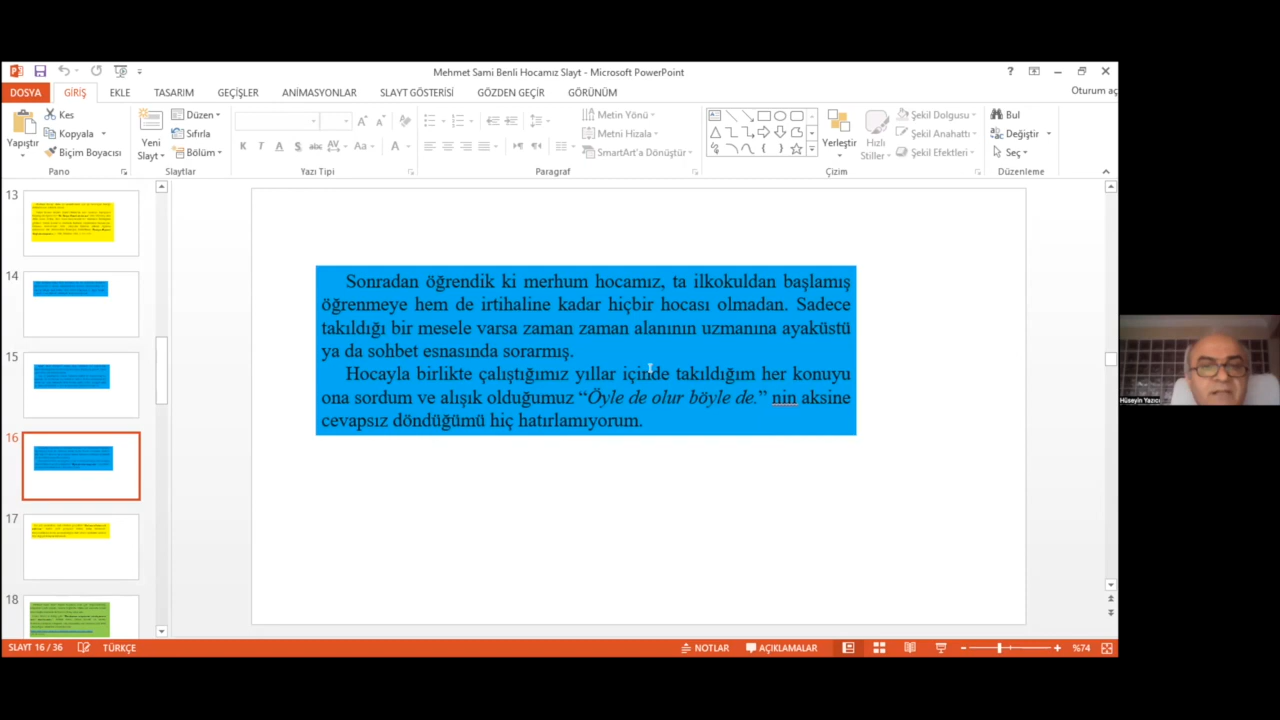 Mehmet Sami Benli Hocamız Slayt - Microsoft PowerPoint
DOSYA GİRİŞ EKLE TASARIM GEÇİŞLER ANİMASYONLAR SLAYT GÖSTERİSİ GÖZDEN GEÇİR GÖRÜNÜM Oturum aç
Yapıştır Kes Kopyala Biçim Boyacısı Pano
Yeni Slayt Düzen Sıfırla Bölüm Slaytlar
K T A S abc AV Aa A Yazı Tipi
Metin Yönü Metni Hizala SmartArt'a Dönüştür Paragraf
Yerleştir Hızlı Stiller Şekil Dolgusu Şekil Anahattı Şekil Efektleri Çizim
Bul Değiştir Seç Düzenleme
13
14
15
16
17
18
Sonradan öğrendik ki merhum hocamız, ta ilkokuldan başlamış
öğrenmeye hem de irtihaline kadar hiçbir hocası olmadan. Sadece
takıldığı bir mesele varsa zaman zaman alanının uzmanına ayaküstü
ya da sohbet esnasında sorarmış.
Hocayla birlikte çalıştığımız yıllar içinde takıldığım her konuyu
ona sordum ve alışık olduğumuz “Öyle de olur böyle de.” nin aksine
cevapsız döndüğümü hiç hatırlamıyorum.
Hüseyin Yazıcı
SLAYT 16 / 36 TÜRKÇE NOTLAR AÇIKLAMALAR %74